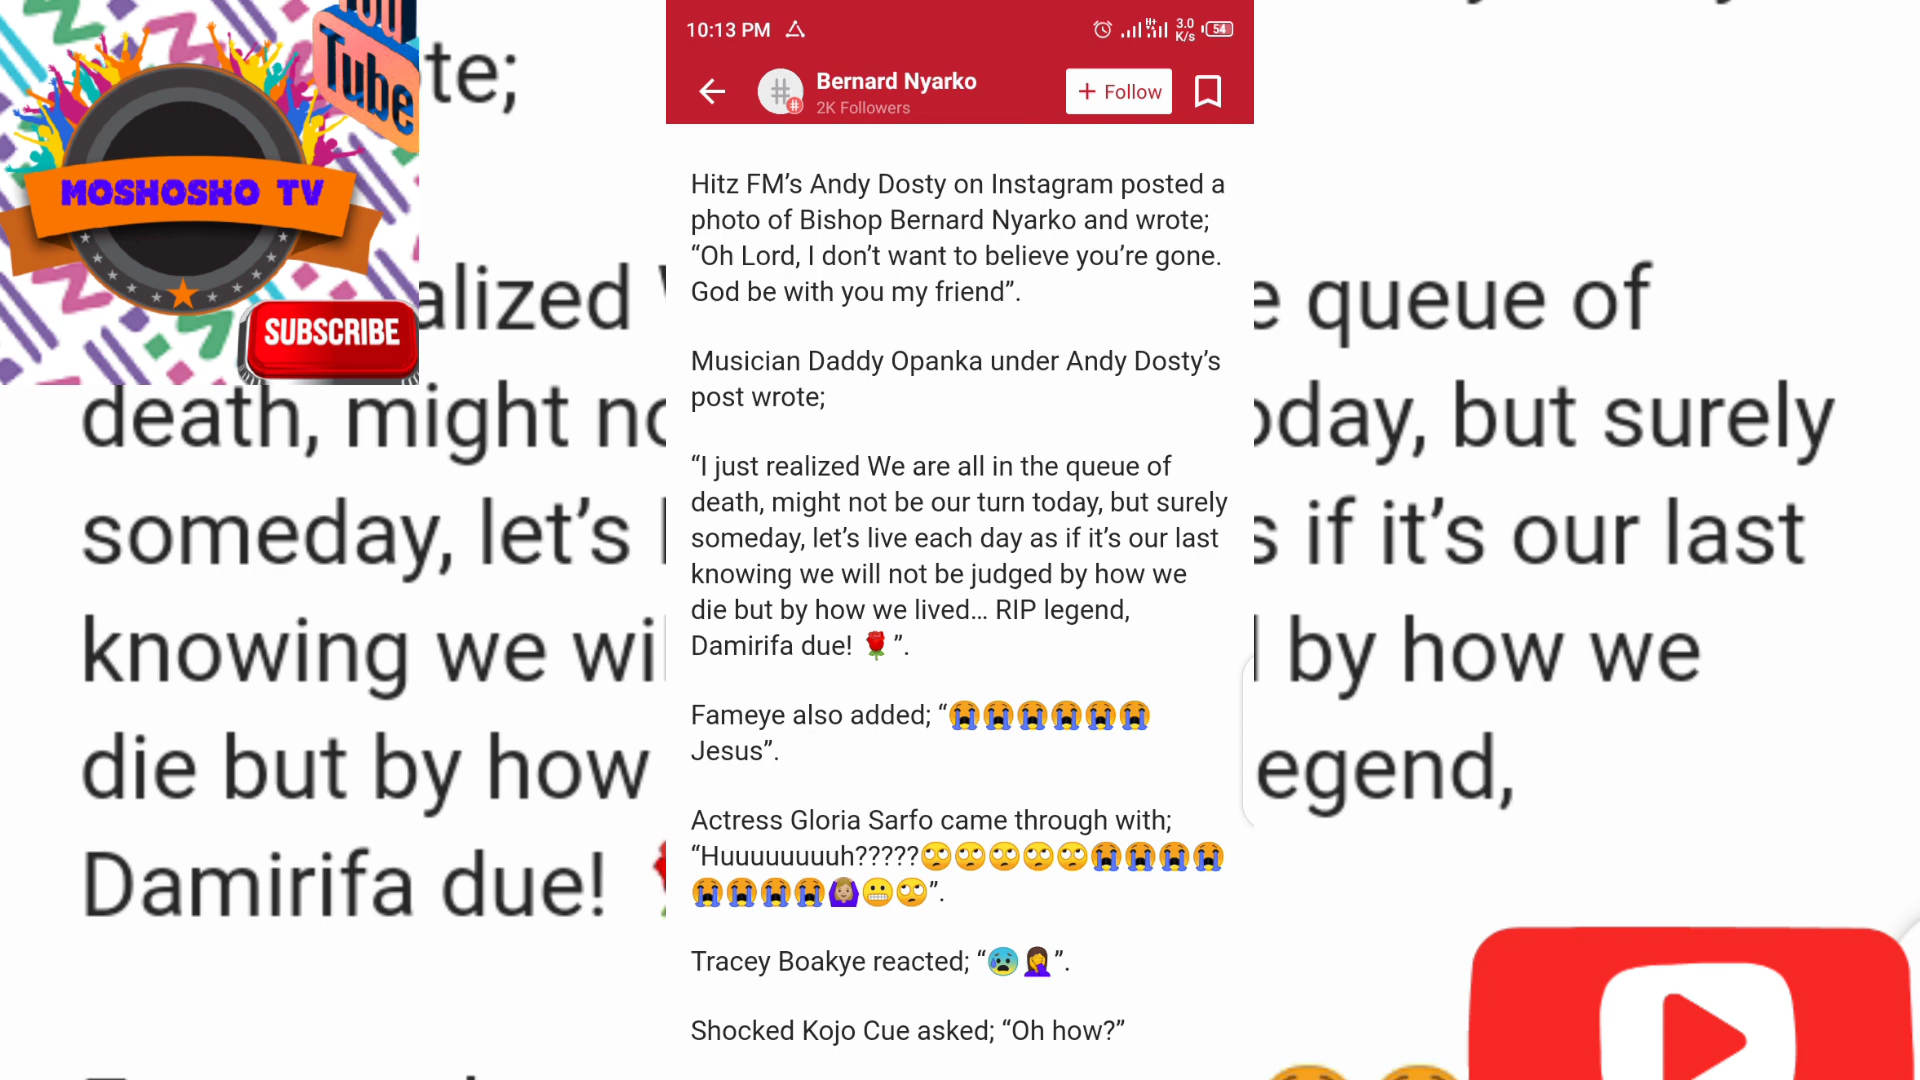 You
Tube
MOSHOSHO TV
SUBSCRIBE
te;
alized
e queue of
death, might no
oday, but surely
someday, let’s
s if it’s our last
knowing we wi
by how we
die but by how
egend,
Damirifa due!
10:13 PM
H+
3.0
K/s
54
Bernard Nyarko
2K Followers
+ Follow
Hitz FM’s Andy Dosty on Instagram posted a
photo of Bishop Bernard Nyarko and wrote;
“Oh Lord, I don’t want to believe you’re gone.
God be with you my friend”.
Musician Daddy Opanka under Andy Dosty’s
post wrote;
“I just realized We are all in the queue of
death, might not be our turn today, but surely
someday, let’s live each day as if it’s our last
knowing we will not be judged by how we
die but by how we lived... RIP legend,
Damirifa due! 🌹”.
Fameye also added; “😭😭😭😭😭😭
Jesus”.
Actress Gloria Sarfo came through with;
“Huuuuuuuuh?????🙄🙄🙄🙄🙄😭😭😭😭
😭😭😭😭🙆🏼😬🙄”.
Tracey Boakye reacted; “😰🤦”.
Shocked Kojo Cue asked; “Oh how?”